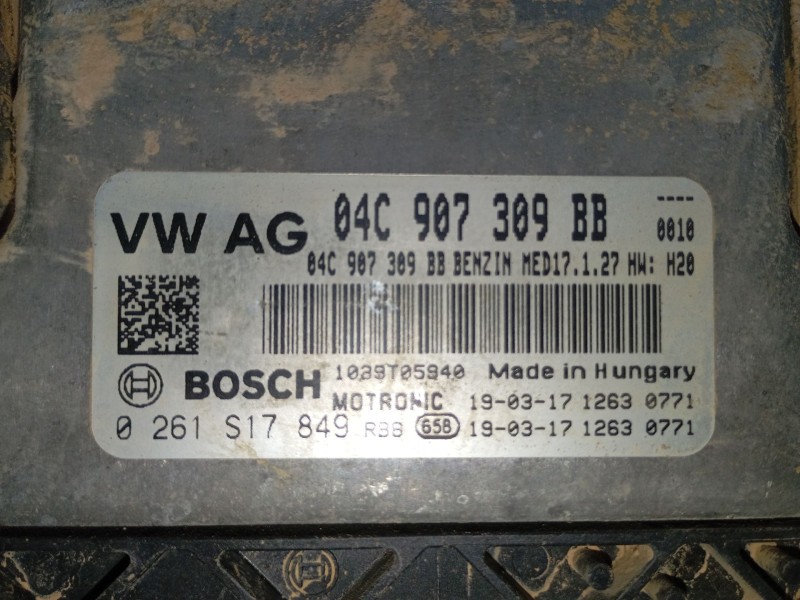 VW AG 04C 907 309 BB ----
0010
04C 907 309 BB BENZIN MED17.1.27 HW: H20
1039T05940 Made in Hungary
BOSCH MOTRONIC 19-03-17 1263 0771
0 261 S17 849 RBB 658 19-03-17 1263 0771